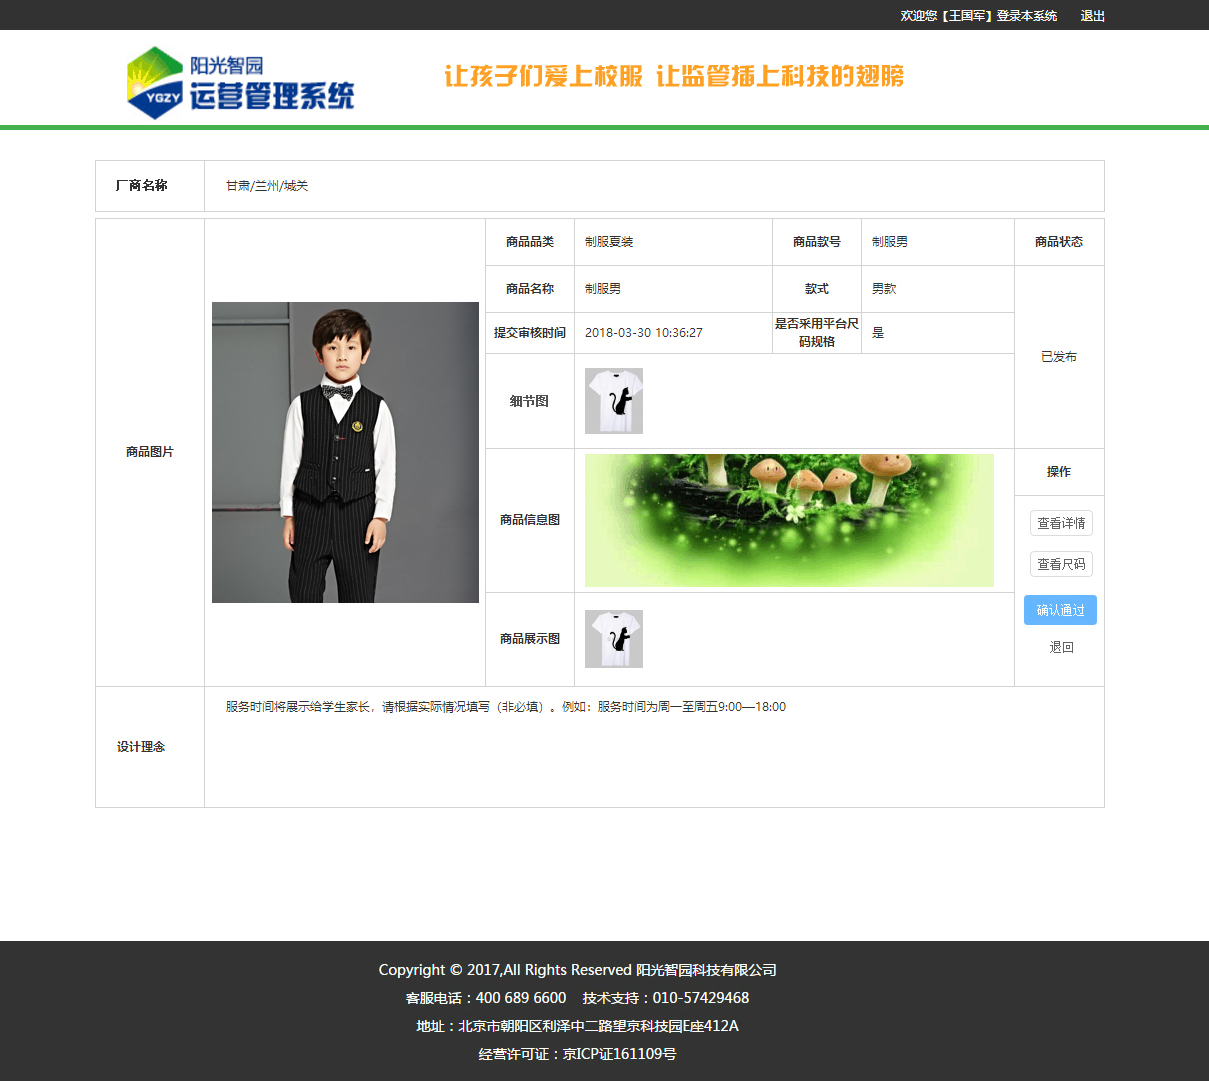 欢迎您【王国军】登录本系统 退出
阳光智园
YGZY 运营管理系统
让孩子们爱上校服 让监管插上科技的翅膀
厂商名称 甘肃/兰州/城关
商品品类 制服夏装 商品款号 制服男 商品状态
商品名称 制服男 款式 男款
提交审核时间 2018-03-30 10:36:27 是否采用平台尺
码规格 是
已发布
细节图
商品图片
操作
商品信息图
查看详情
查看尺码
确认通过
商品展示图
退回
服务时间将展示给学生家长，请根据实际情况填写（非必填）。例如：服务时间为周一至周五9:00—18:00
设计理念
Copyright © 2017,All Rights Reserved 阳光智园科技有限公司
客服电话：400 689 6600 技术支持：010-57429468
地址：北京市朝阳区利泽中二路望京科技园E座412A
经营许可证：京ICP证161109号